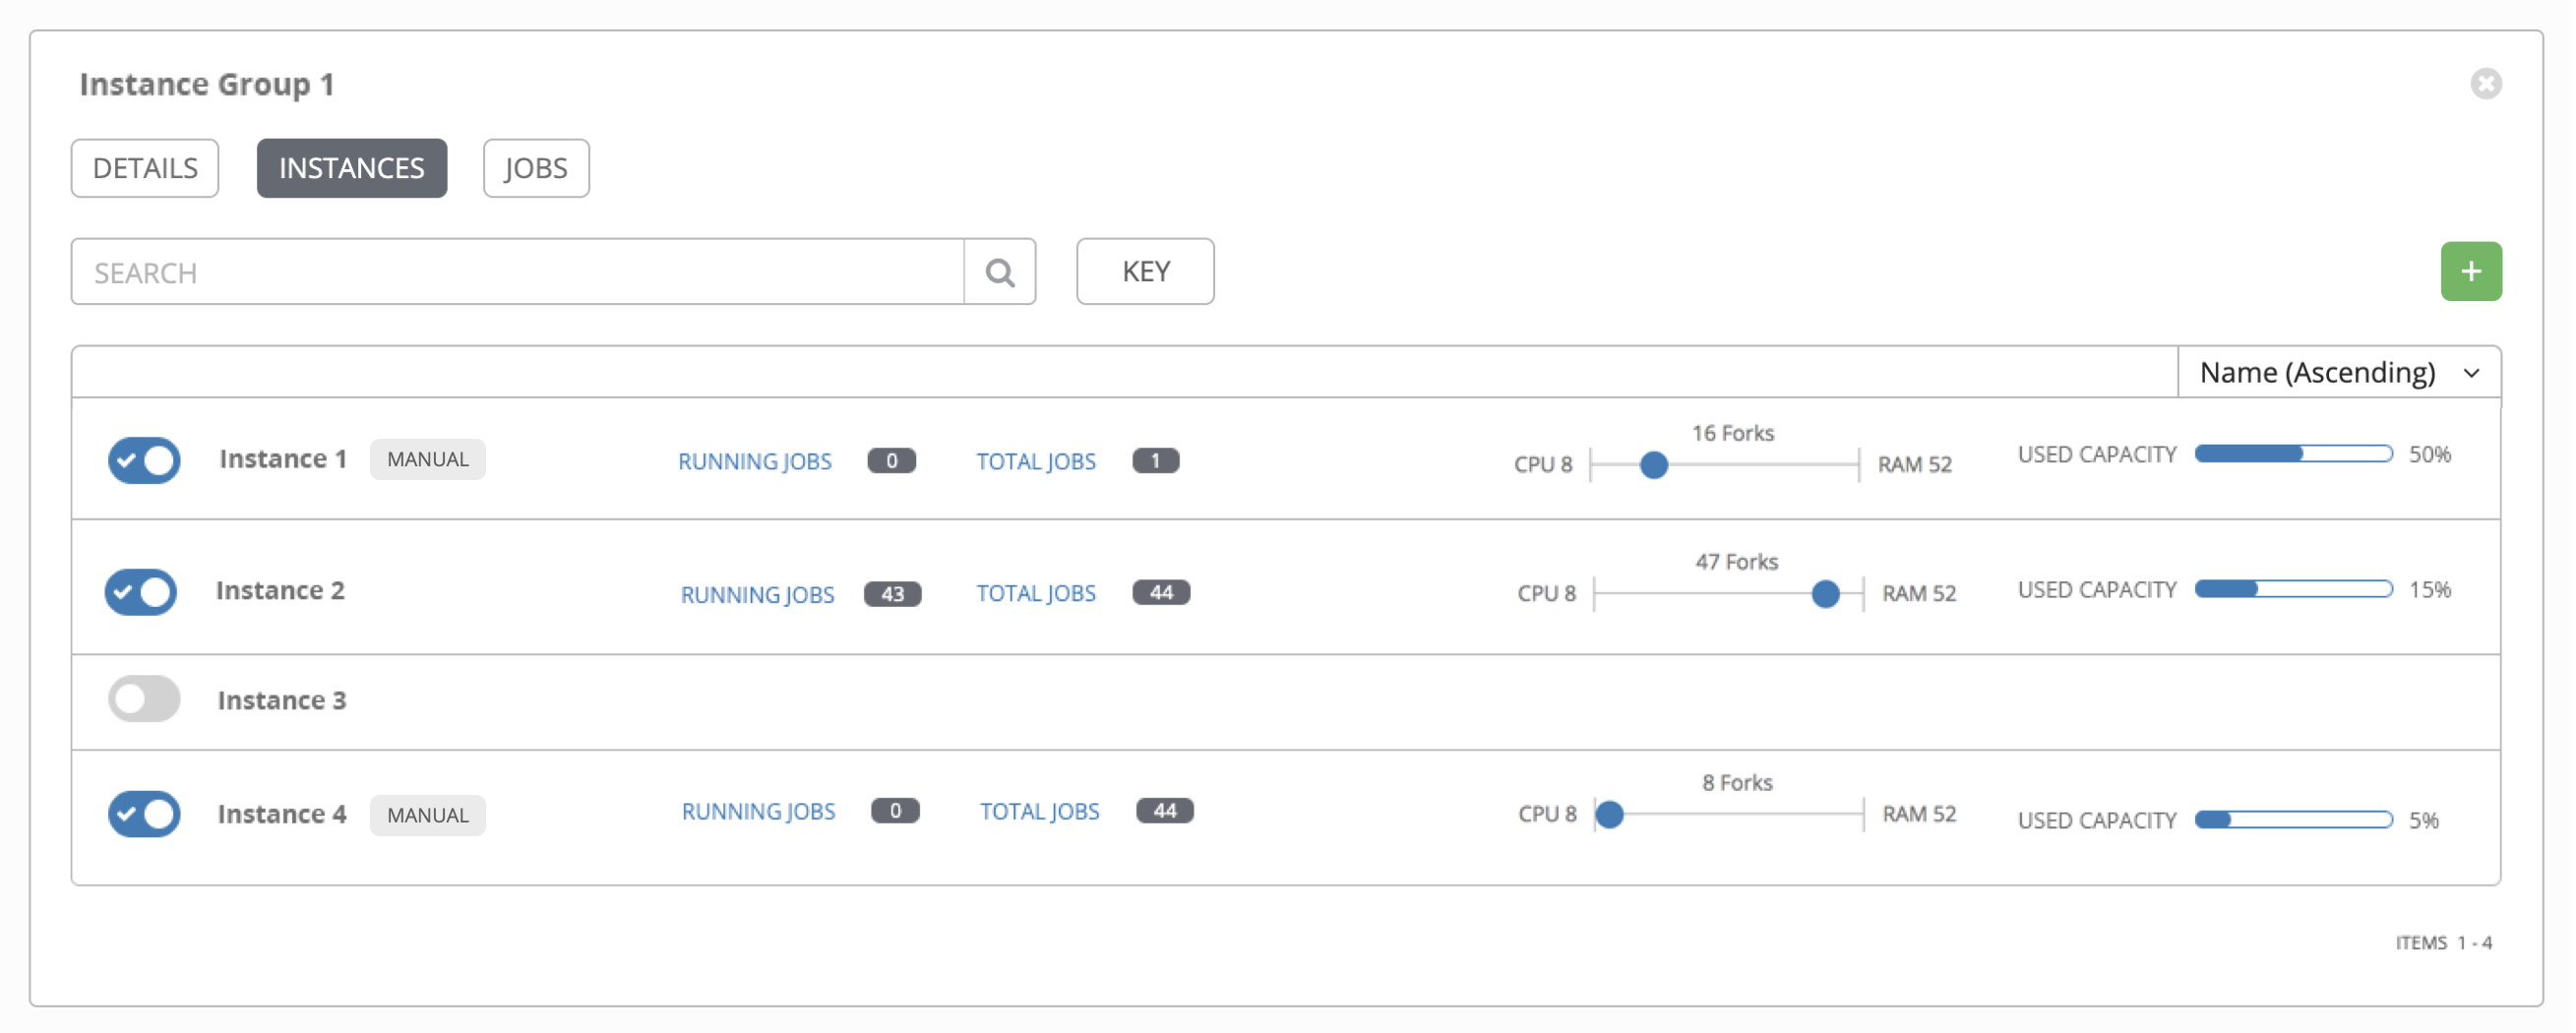 Instance Group 1
DETAILS INSTANCES JOBS
SEARCH KEY +
Name (Ascending)
Instance 1 MANUAL RUNNING JOBS 0 TOTAL JOBS 1 CPU 8 16 Forks RAM 52 USED CAPACITY 50%
Instance 2 RUNNING JOBS 43 TOTAL JOBS 44 CPU 8 47 Forks RAM 52 USED CAPACITY 15%
Instance 3
Instance 4 MANUAL RUNNING JOBS 0 TOTAL JOBS 44 CPU 8 8 Forks RAM 52 USED CAPACITY 5%
ITEMS 1 - 4